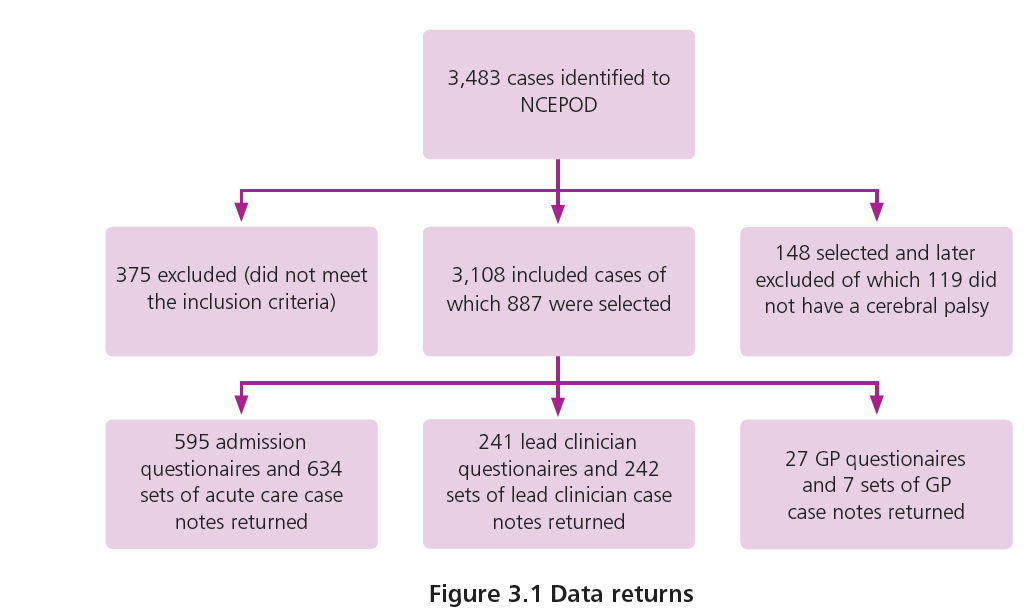 3,483 cases identified to
NCEPOD
375 excluded (did not meet
the inclusion criteria)
3,108 included cases of
which 887 were selected
148 selected and later
excluded of which 119 did
not have a cerebral palsy
595 admission
questionaires and 634
sets of acute care case
notes returned
241 lead clinician
questionaires and 242
sets of lead clinician case
notes returned
27 GP questionaires
and 7 sets of GP
case notes returned
Figure 3.1 Data returns